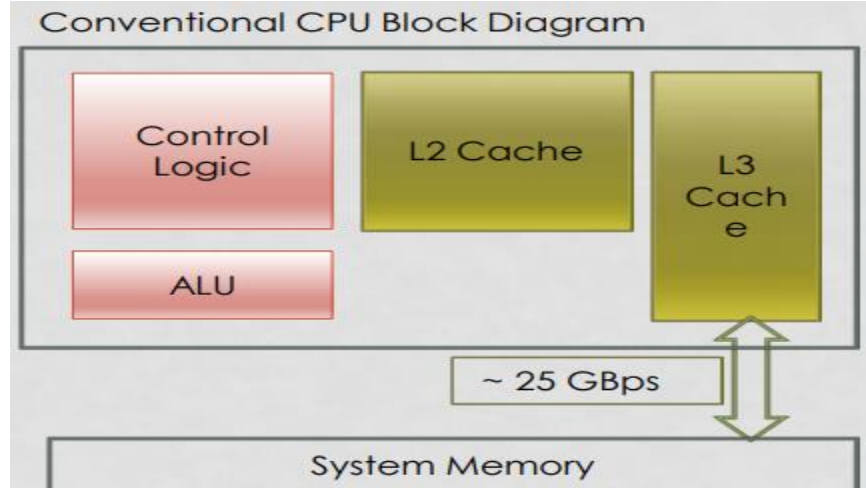 Conventional CPU Block Diagram
Control
Logic
L2 Cache
L3
Cach
e
ALU
~ 25 GBps
System Memory